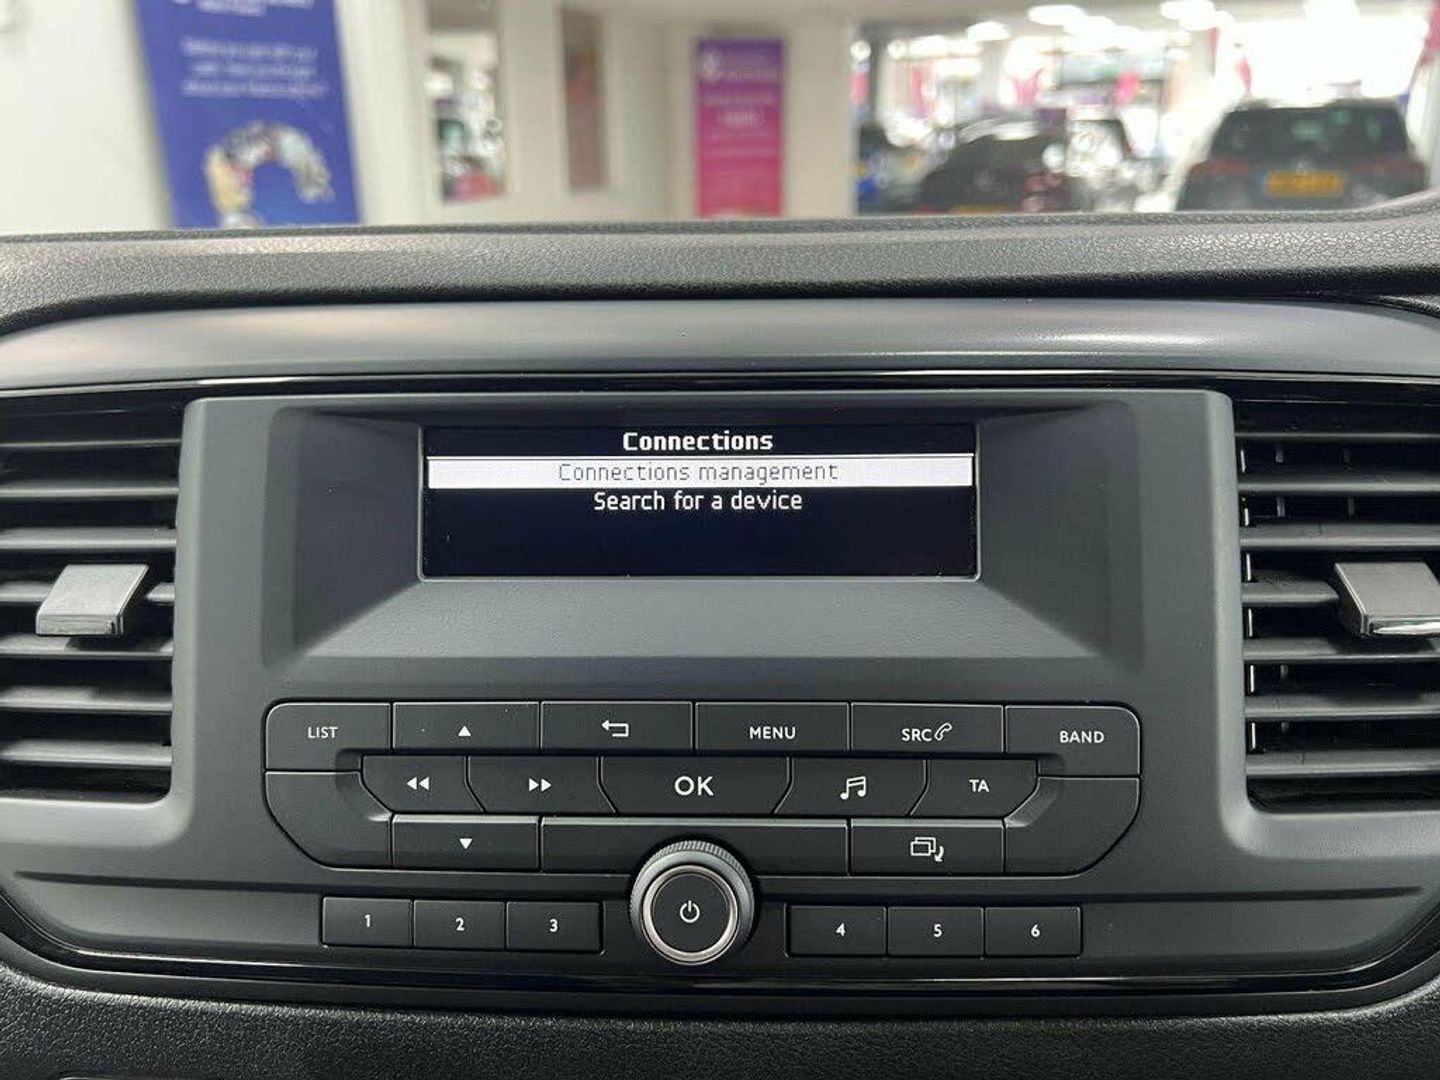 Connections
Connections management
Search for a device
LIST
MENU
SRC
BAND
OK
TA
1
2
3
4
5
6